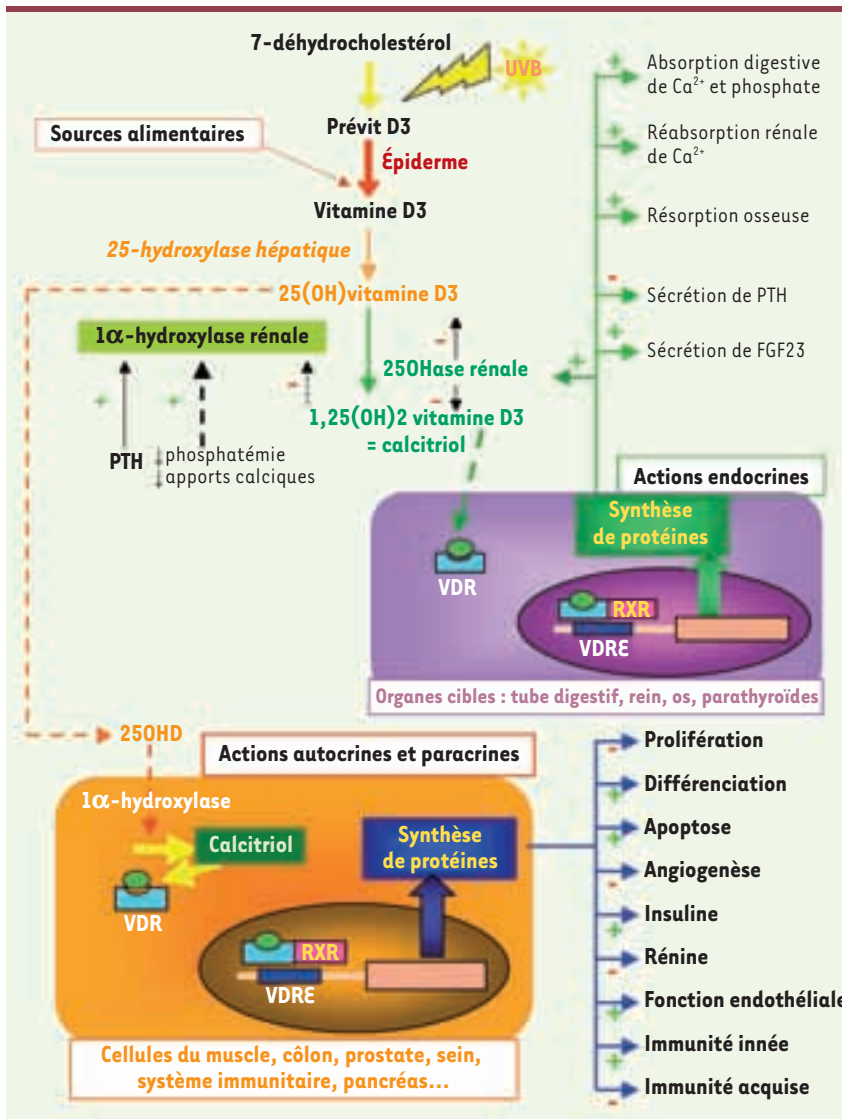 7-déhydrocholestérol
UVB
Prévit D3
Sources alimentaires
Épiderme
Vitamine D3
25-hydroxylase hépatique
25(OH)vitamine D3
1α-hydroxylase rénale
+
+
-
PTH
↓ phosphatémie
↓ apports calciques
-
25OHase rénale
-
1,25(OH)2 vitamine D3
= calcitriol
+
+
Absorption digestive
de Ca²⁺ et phosphate
+
Réabsorption rénale
de Ca²⁺
+
Résorption osseuse
-
Sécrétion de PTH
+
Sécrétion de FGF23
Actions endocrines
Synthèse
de protéines
VDR
RXR
VDRE
Organes cibles : tube digestif, rein, os, parathyroïdes
25OHD
Actions autocrines et paracrines
1α-hydroxylase
Calcitriol
VDR
Synthèse
de protéines
RXR
VDRE
Cellules du muscle, côlon, prostate, sein,
système immunitaire, pancréas...
Prolifération
-
Différenciation
+
Apoptose
+
Angiogenèse
-
Insuline
+
Rénine
-
Fonction endothéliale
+
Immunité innée
+
Immunité acquise
-